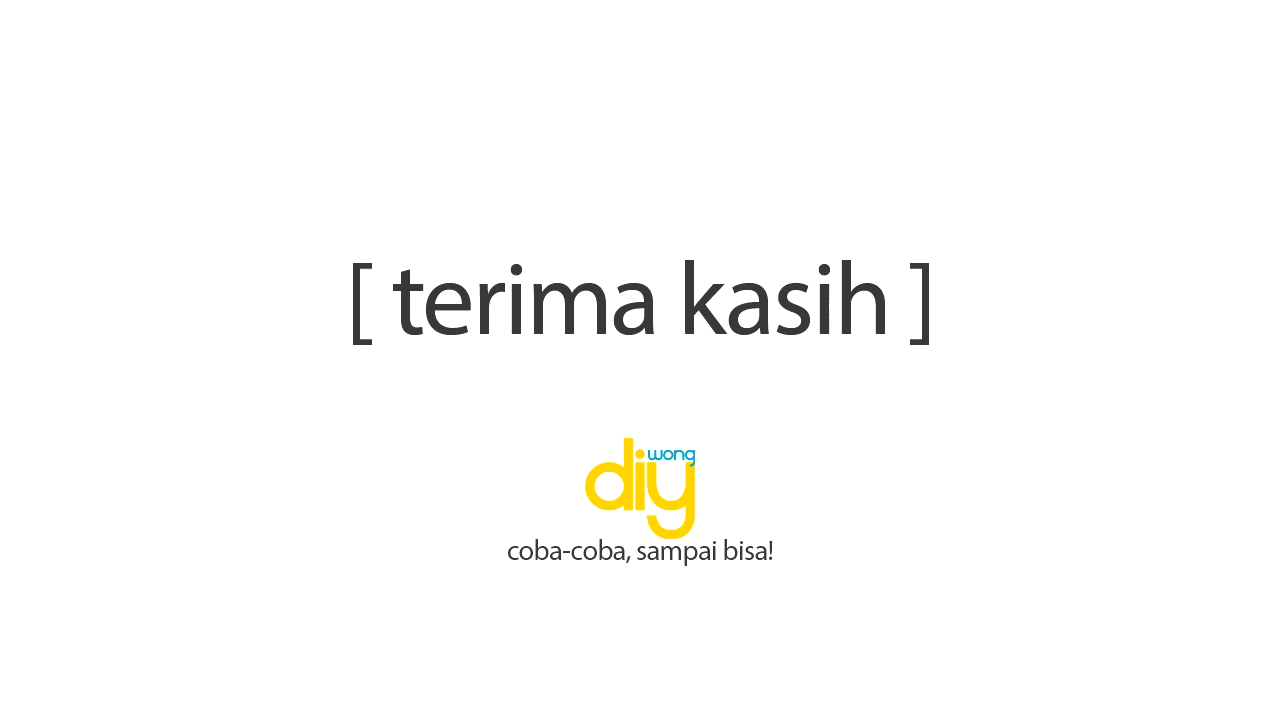 [ terima kasih ]
diy wong
coba-coba, sampai bisa!